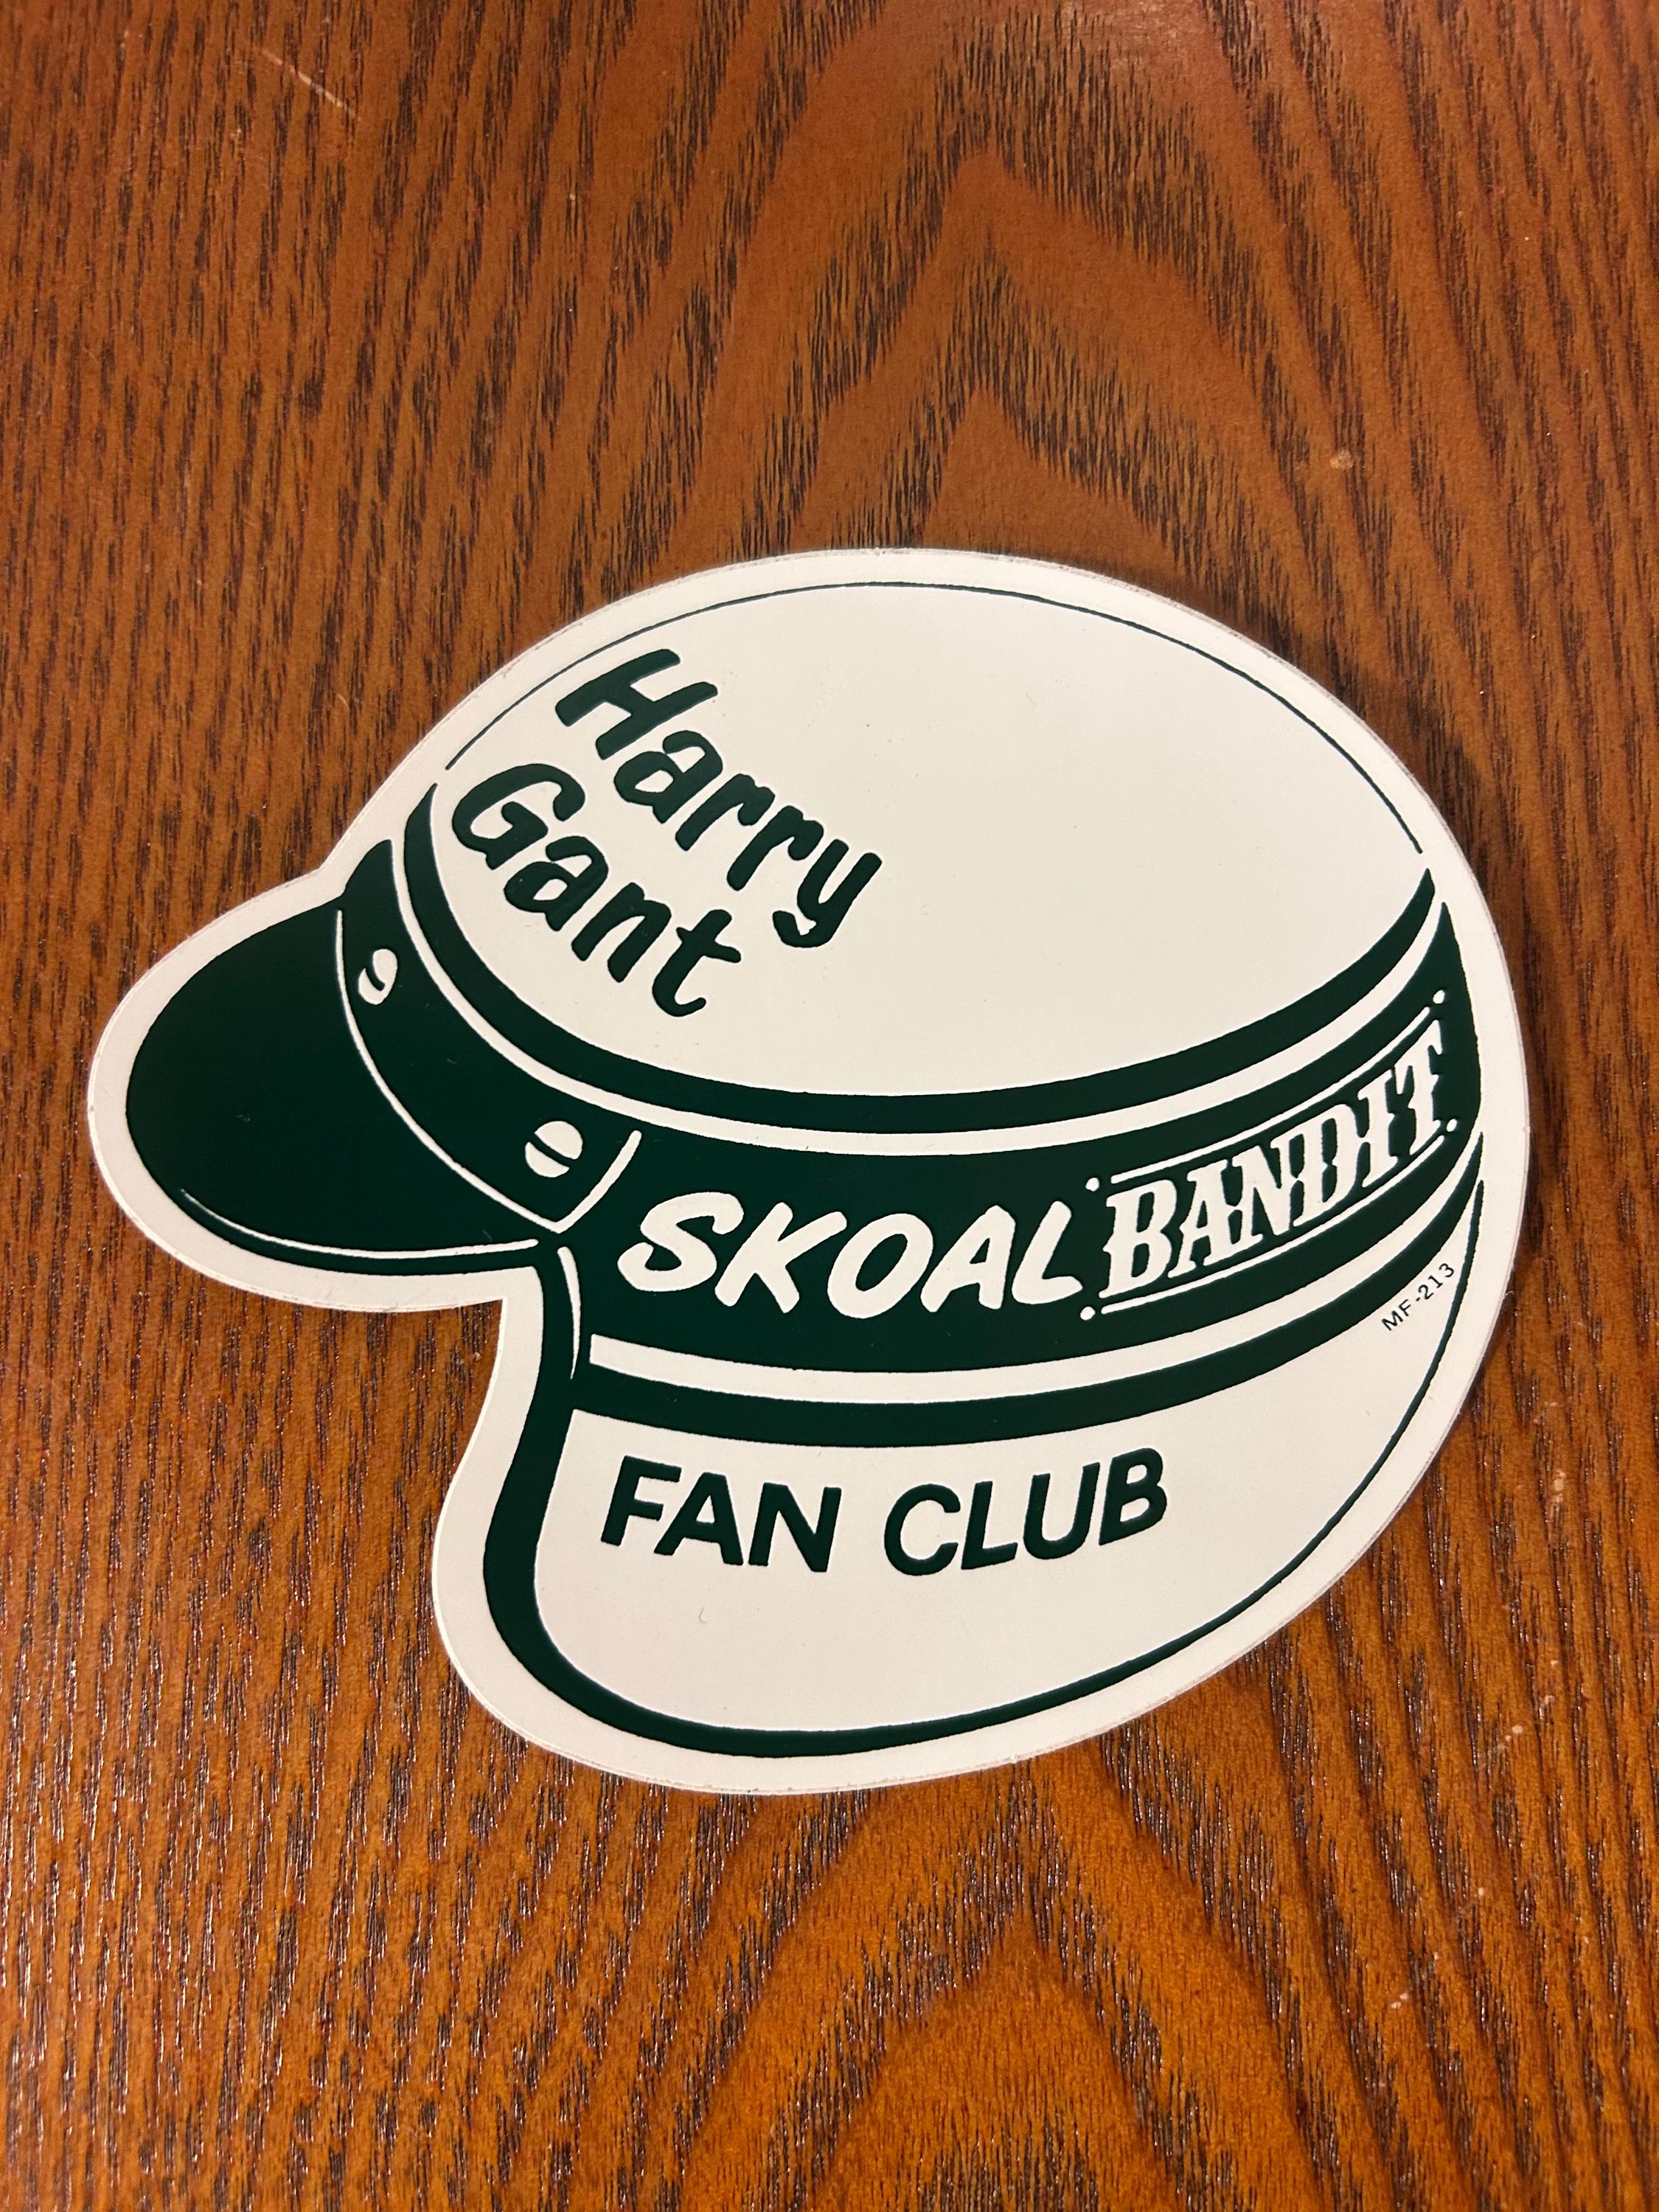 Harry
Gant
SKOAL BANDIT
MF-213
FAN CLUB